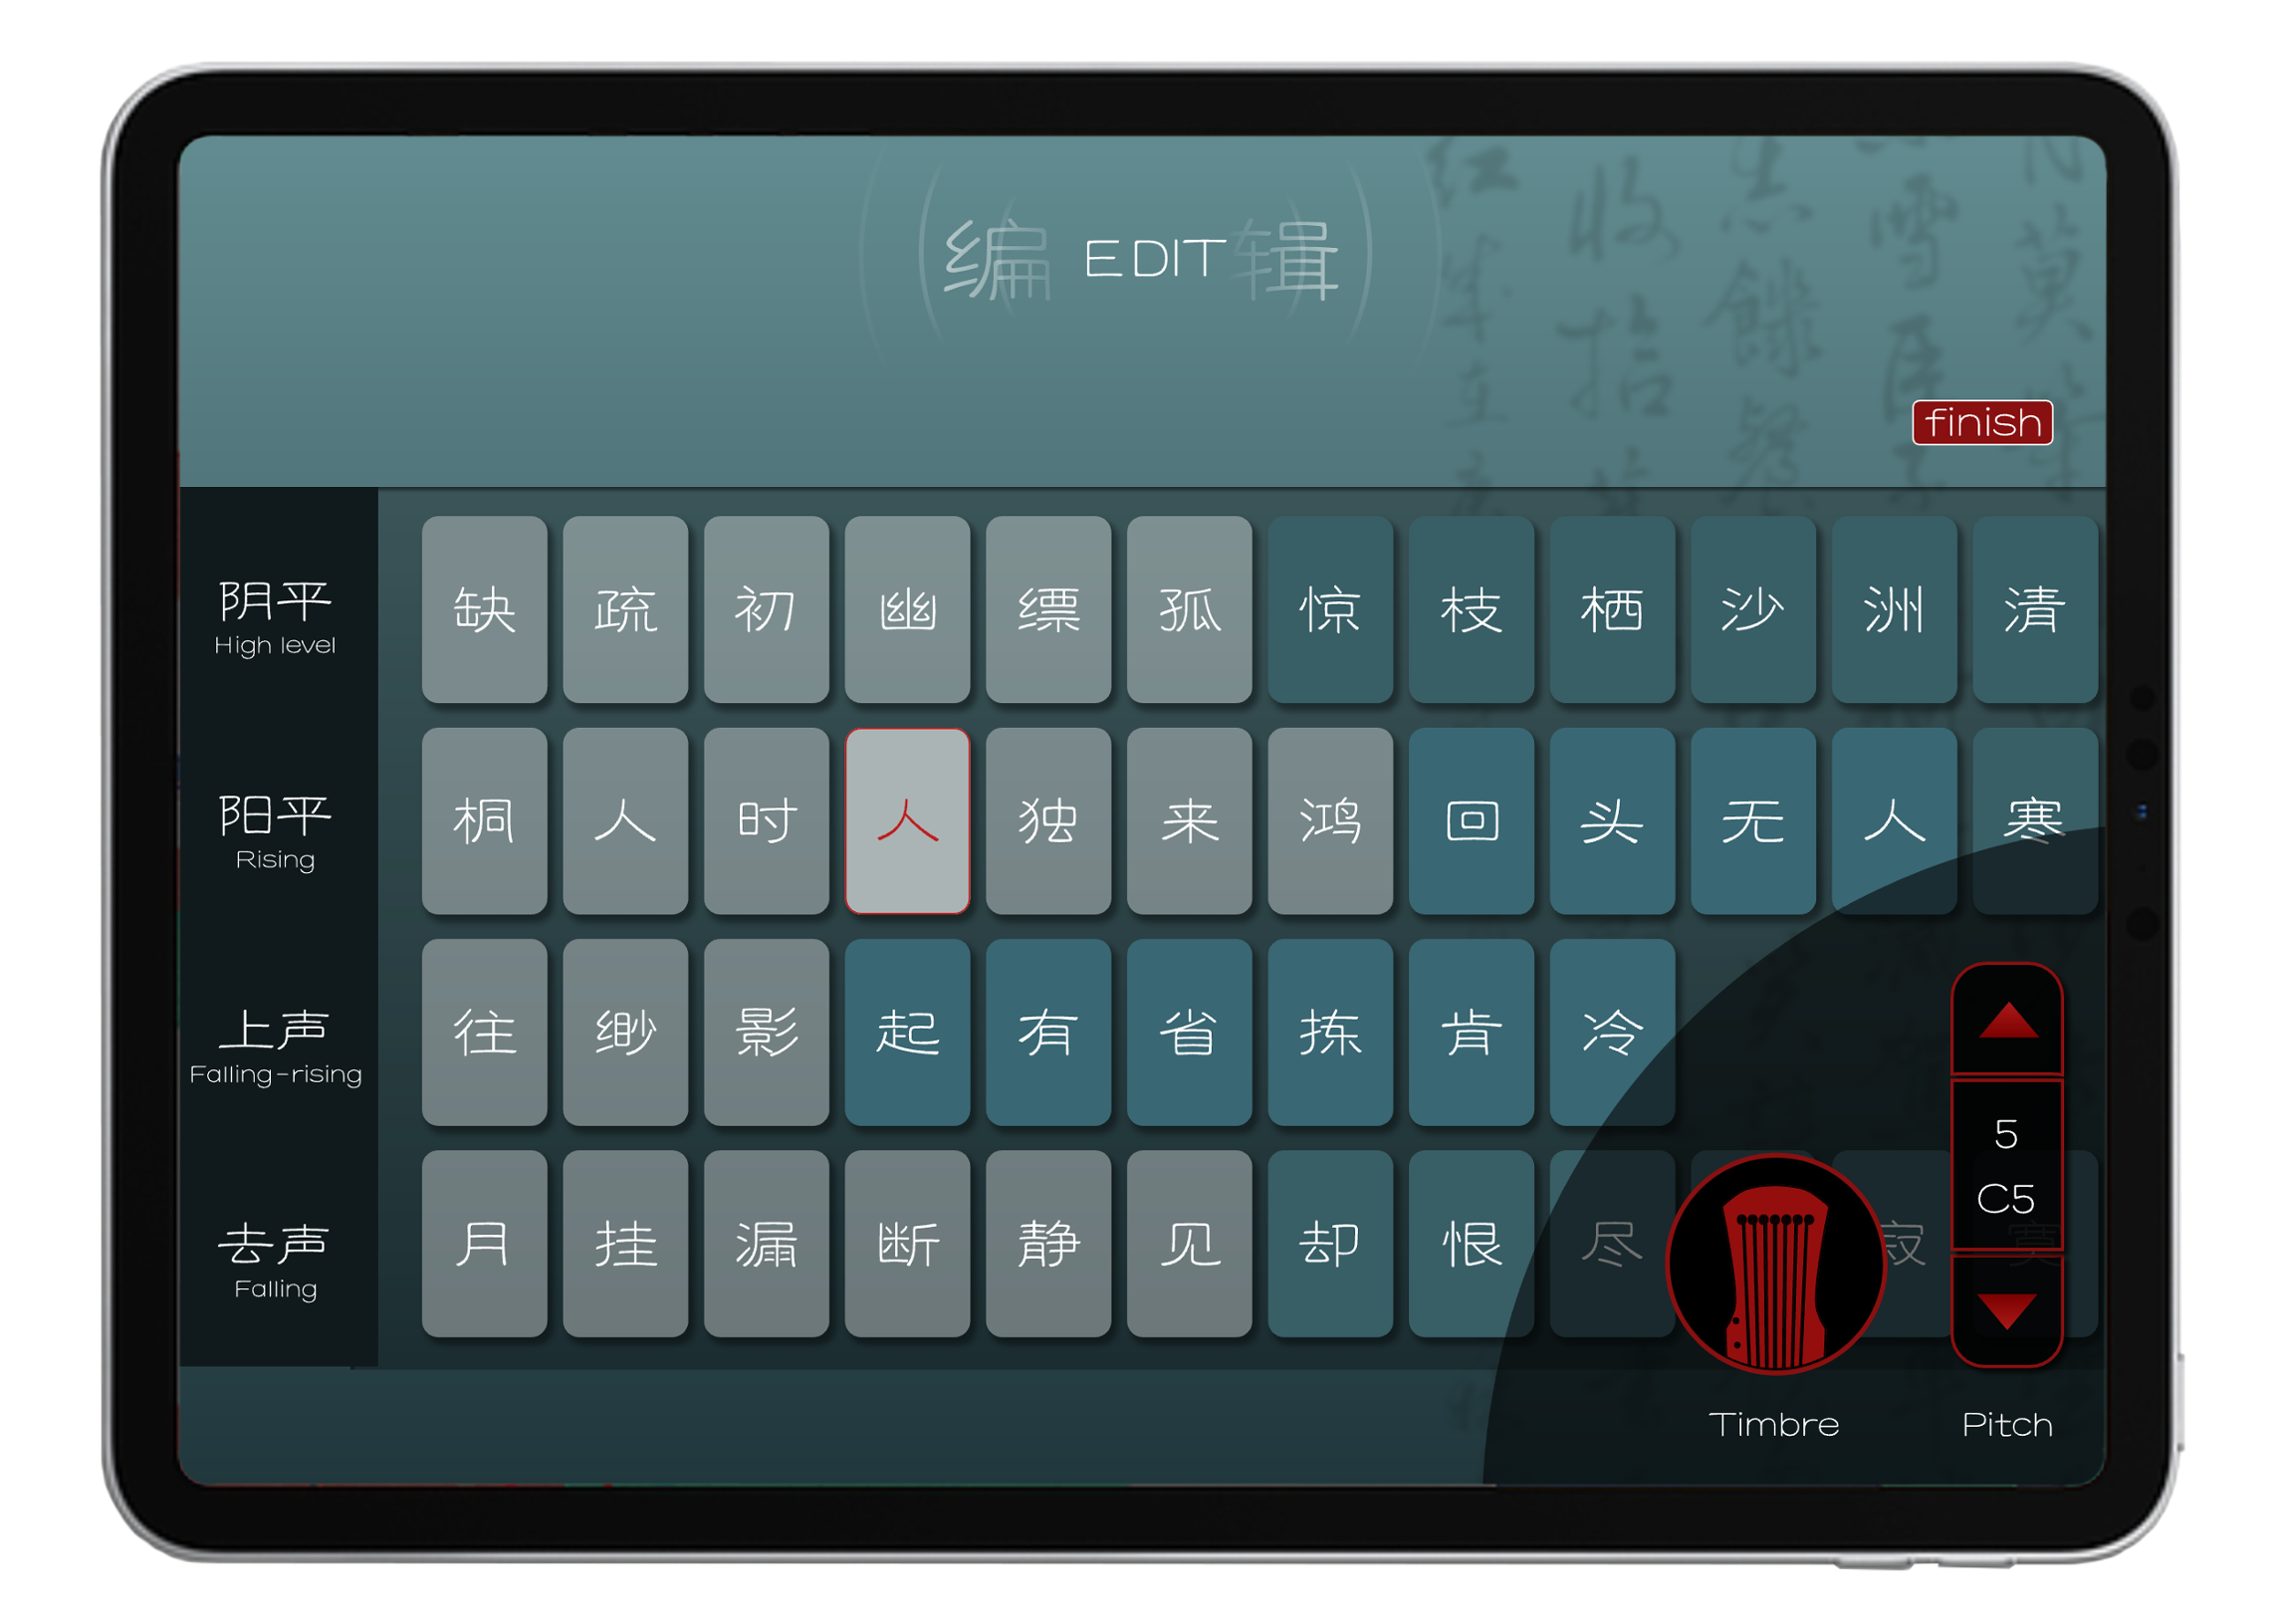 编 EDIT 辑
finish
阴平
High level
缺 疏 初 幽 缥 孤 惊 枝 栖 沙 洲 清
阳平
Rising
桐 人 时 人 独 来 鸿 回 头 无 人 寒
上声
Falling-rising
往 缈 影 起 有 省 拣 肯 冷
去声
Falling
月 挂 漏 断 静 见 却 恨 尽 寂 寞
5
C5
Timbre
Pitch